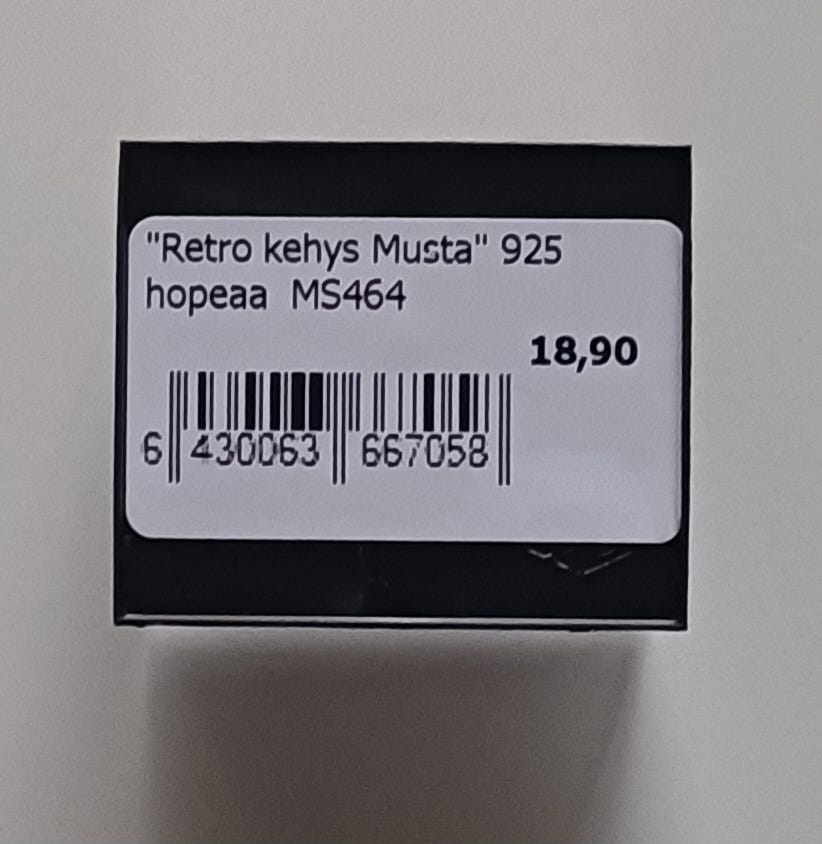 "Retro kehys Musta" 925
hopeaa MS464
18,90
6 430063 667058